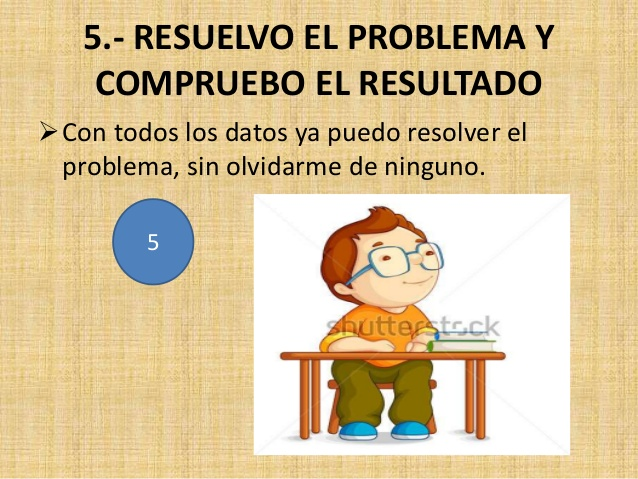 5.- RESUELVO EL PROBLEMA Y
COMPRUEBO EL RESULTADO
Con todos los datos ya puedo resolver el
problema, sin olvidarme de ninguno.
5
shutterstock